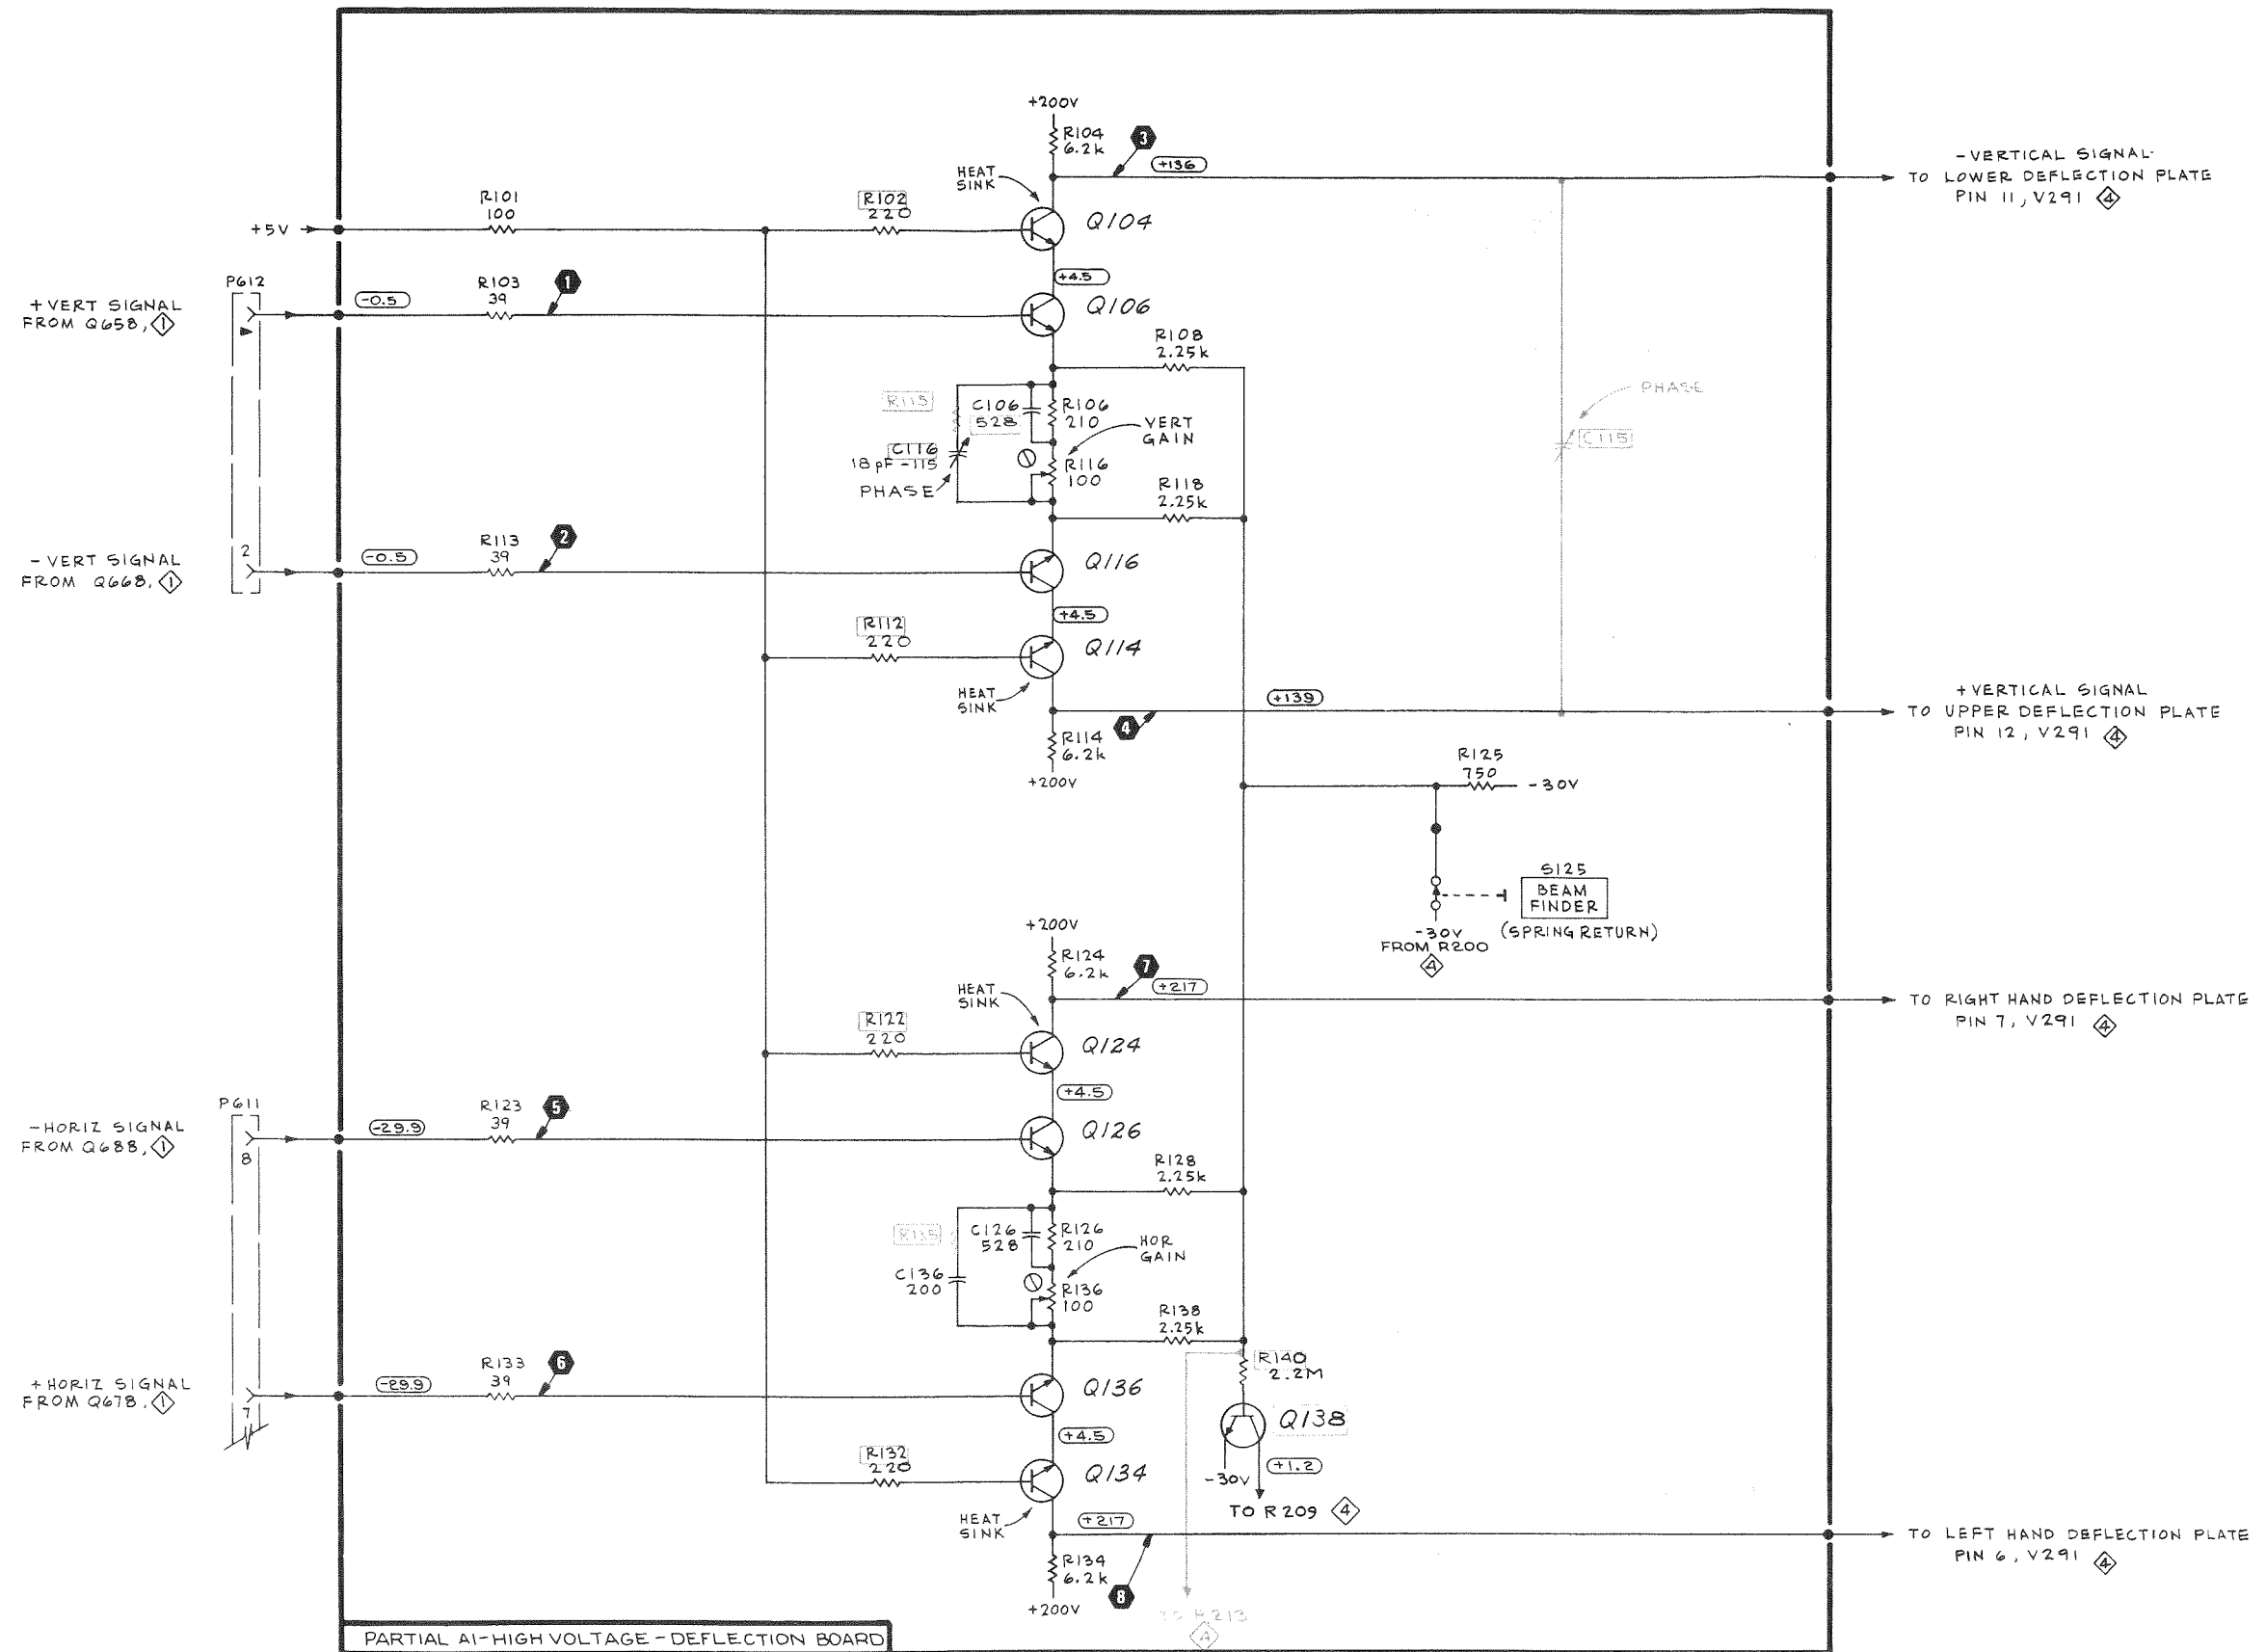 +200V
R104
6.2k
3
+136
HEAT
SINK
-VERTICAL SIGNAL
TO LOWER DEFLECTION PLATE
PIN 11, V291 4
R101
100
R102
220
Q104
+5V
+4.5
P612
+VERT SIGNAL
FROM Q658, 1
-0.5
R103
39
1
Q106
R108
2.25k
R115
C106
528
R106
210
VERT
GAIN
PHASE
C115
C116
18 pF -115
PHASE
R116
100
R118
2.25k
-VERT SIGNAL
FROM Q668, 1
2
-0.5
R113
39
2
Q116
+4.5
R112
220
Q114
HEAT
SINK
+139
4
+VERTICAL SIGNAL
TO UPPER DEFLECTION PLATE
PIN 12, V291 4
R114
6.2k
+200V
R125
750
-30V
S125
BEAM
FINDER
(SPRING RETURN)
-30V
FROM R200
4
+200V
R124
6.2k
7
+217
HEAT
SINK
TO RIGHT HAND DEFLECTION PLATE
PIN 7, V291 4
R122
220
Q124
+4.5
P611
-HORIZ SIGNAL
FROM Q688, 1
8
-29.9
R123
39
5
Q126
R128
2.25k
R135
C126
528
R126
210
HOR
GAIN
C136
200
R136
100
R138
2.25k
R140
2.2M
+HORIZ SIGNAL
FROM Q678, 1
7
-29.9
R133
39
6
Q136
Q138
+4.5
R132
220
Q134
-30V
+1.2
TO R209 4
HEAT
SINK
+217
8
TO LEFT HAND DEFLECTION PLATE
PIN 6, V291 4
R134
6.2k
+200V
TO R213
4
PARTIAL A1-HIGH VOLTAGE-DEFLECTION BOARD